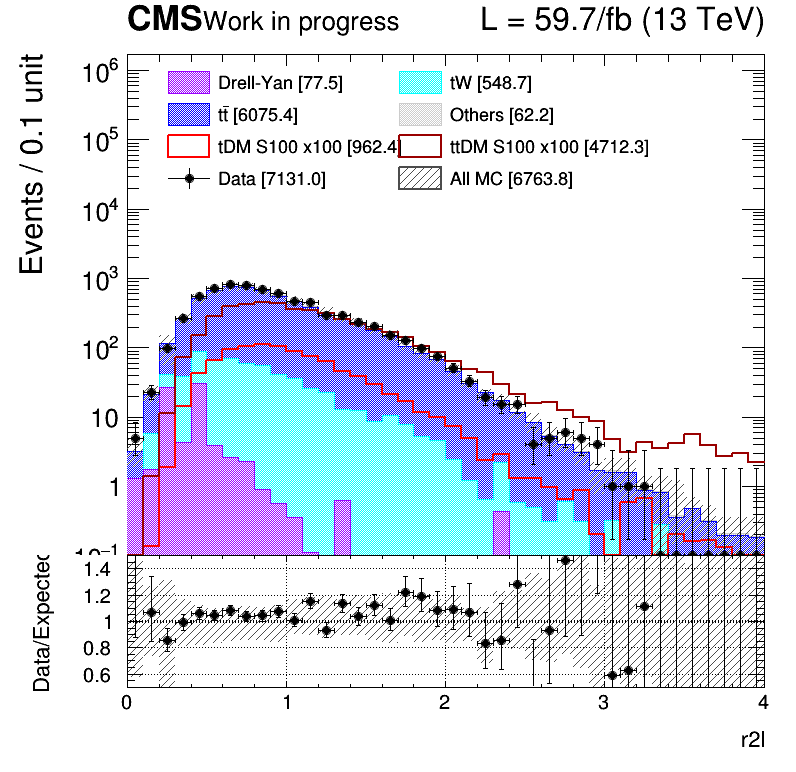 CMS Work in progress L = 59.7/fb (13 TeV)
Events / 0.1 unit
10⁶
10⁵
10⁴
10³
10²
10
1
10⁻¹
Drell-Yan [77.5] tW [548.7]
tt̄ [6075.4] Others [62.2]
tDM S100 x100 [962.4] ttDM S100 x100 [4712.3]
Data [7131.0] All MC [6763.8]
Data/Expected
1.4
1.2
1
0.8
0.6
0 1 2 3 4
r2l